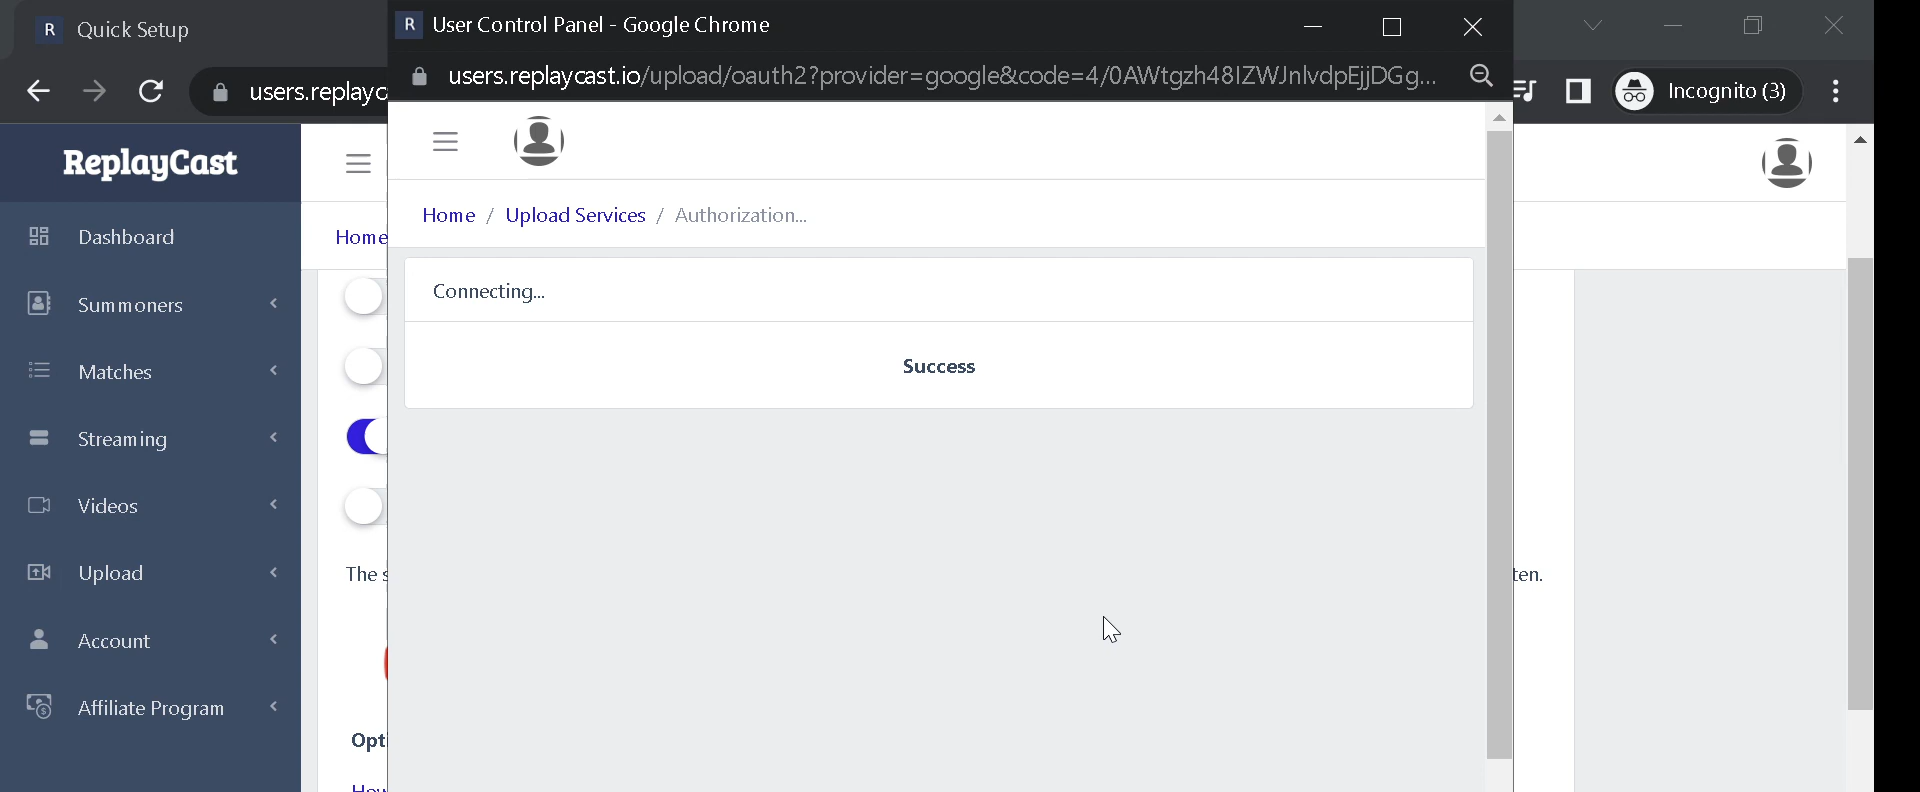 R Quick Setup
R User Control Panel - Google Chrome
users.replayc
users.replaycast.io/upload/oauth2?provider=google&code=4/0AWtgzh48IZWJnlvdpEjjDGg...
Incognito (3)
ReplayCast
Dashboard
Summoners
Matches
Streaming
Videos
Upload
Account
Affiliate Program
Home
The s
ten.
Opti
How
Home / Upload Services / Authorization...
Connecting...
Success